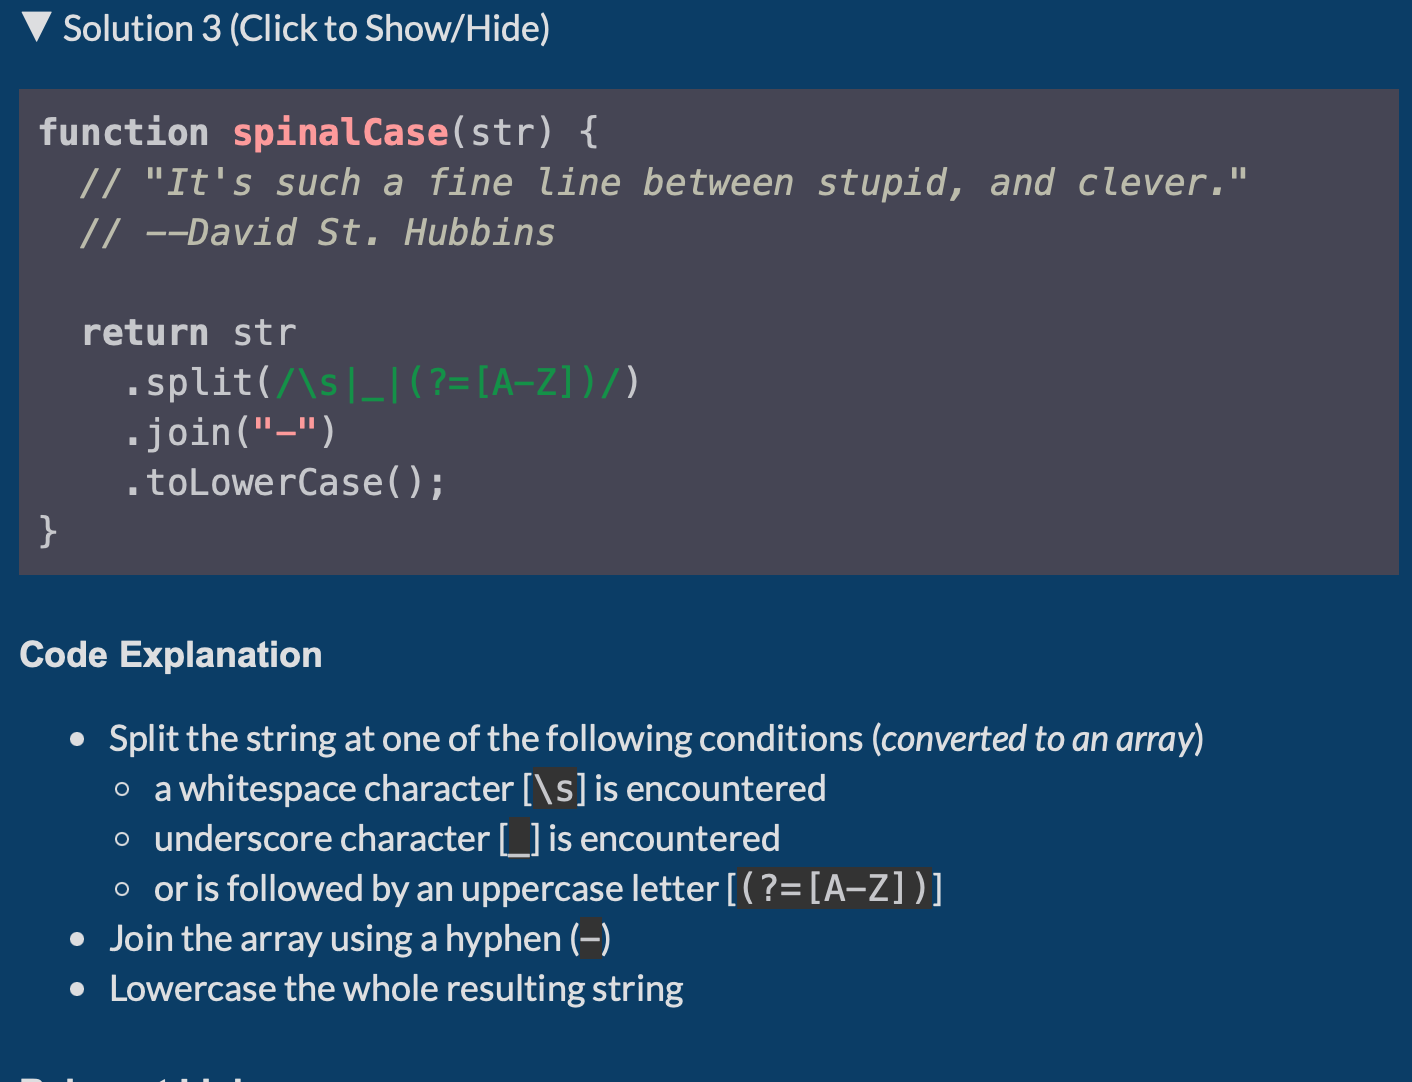 ▼ Solution 3 (Click to Show/Hide)
function spinalCase(str) {
  // "It's such a fine line between stupid, and clever."
  // --David St. Hubbins
  return str
    .split(/\s|_|(?=[A-Z])/)
    .join("-")
    .toLowerCase();
}
Code Explanation
• Split the string at one of the following conditions (converted to an array)
◦ a whitespace character [\s] is encountered
◦ underscore character [_] is encountered
◦ or is followed by an uppercase letter [(?=[A-Z])]
• Join the array using a hyphen (-)
• Lowercase the whole resulting string